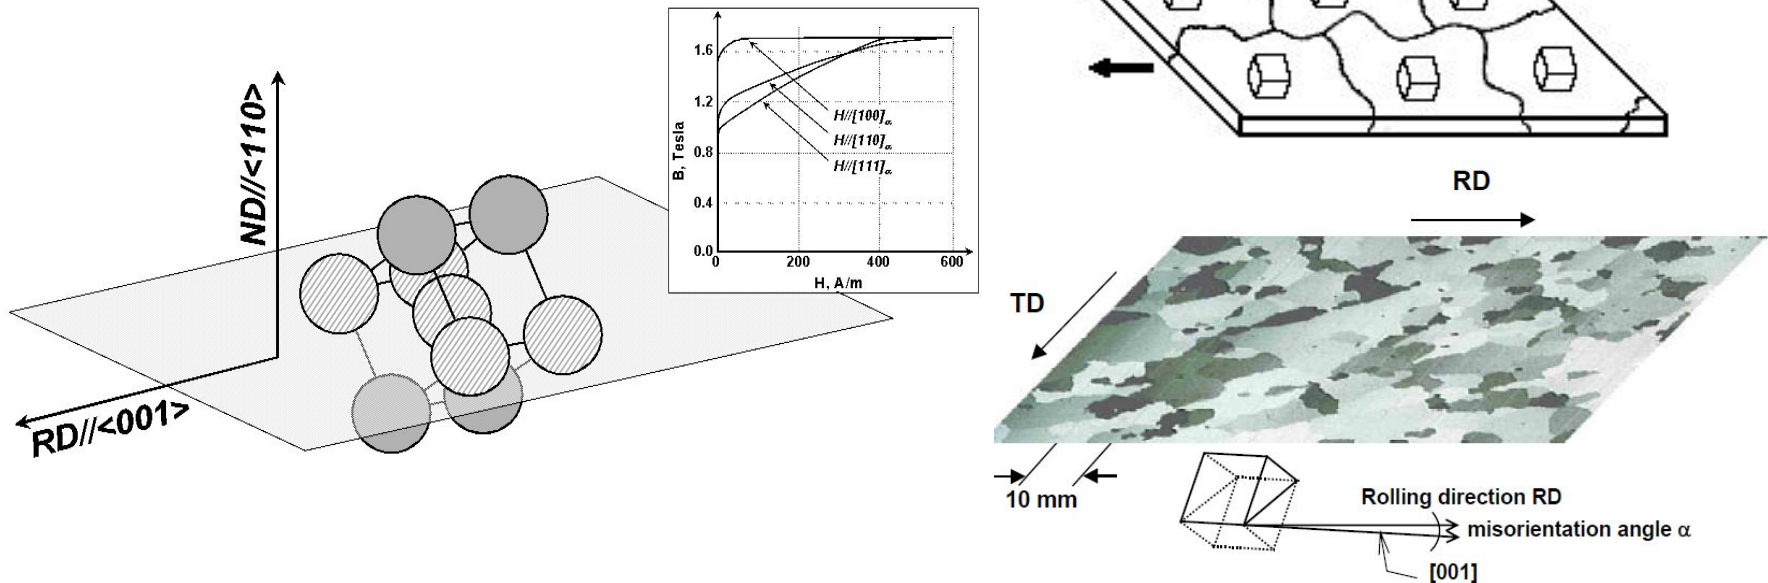 ND//<110>
RD//<001>
B, Tesla
1.6
1.2
0.8
0.4
0.0
0
200
400
600
H, A/m
H//[100]α
H//[110]α
H//[111]α
RD
TD
10 mm
Rolling direction RD
misorientation angle α
[001]